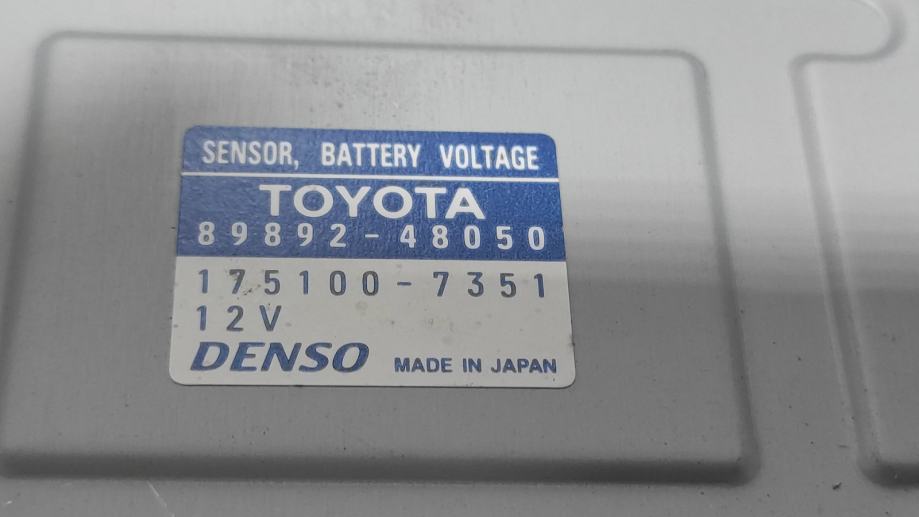 SENSOR, BATTERY VOLTAGE
TOYOTA
89892-48050
175100-7351
12V
DENSO MADE IN JAPAN